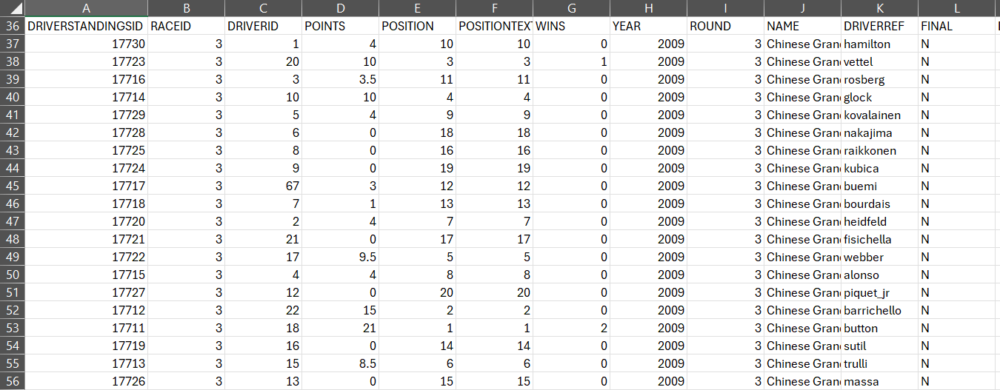 A B C D E F G H I J K L
36 DRIVERSTANDINGSID RACEID DRIVERID POINTS POSITION POSITIONTEX WINS YEAR ROUND NAME DRIVERREF FINAL
37 17730 3 1 4 10 10 0 2009 3 Chinese Gran hamilton N
38 17723 3 20 10 3 3 1 2009 3 Chinese Gran vettel N
39 17716 3 3 3.5 11 11 0 2009 3 Chinese Gran rosberg N
40 17714 3 10 10 4 4 0 2009 3 Chinese Gran glock N
41 17729 3 5 4 9 9 0 2009 3 Chinese Gran kovalainen N
42 17728 3 6 0 18 18 0 2009 3 Chinese Gran nakajima N
43 17725 3 8 0 16 16 0 2009 3 Chinese Gran raikkonen N
44 17724 3 9 0 19 19 0 2009 3 Chinese Gran kubica N
45 17717 3 67 3 12 12 0 2009 3 Chinese Gran buemi N
46 17718 3 7 1 13 13 0 2009 3 Chinese Gran bourdais N
47 17720 3 2 4 7 7 0 2009 3 Chinese Gran heidfeld N
48 17721 3 21 0 17 17 0 2009 3 Chinese Gran fisichella N
49 17722 3 17 9.5 5 5 0 2009 3 Chinese Gran webber N
50 17715 3 4 4 8 8 0 2009 3 Chinese Gran alonso N
51 17727 3 12 0 20 20 0 2009 3 Chinese Gran piquet_jr N
52 17712 3 22 15 2 2 0 2009 3 Chinese Gran barrichello N
53 17711 3 18 21 1 1 2 2009 3 Chinese Gran button N
54 17719 3 16 0 14 14 0 2009 3 Chinese Gran sutil N
55 17713 3 15 8.5 6 6 0 2009 3 Chinese Gran trulli N
56 17726 3 13 0 15 15 0 2009 3 Chinese Gran massa N